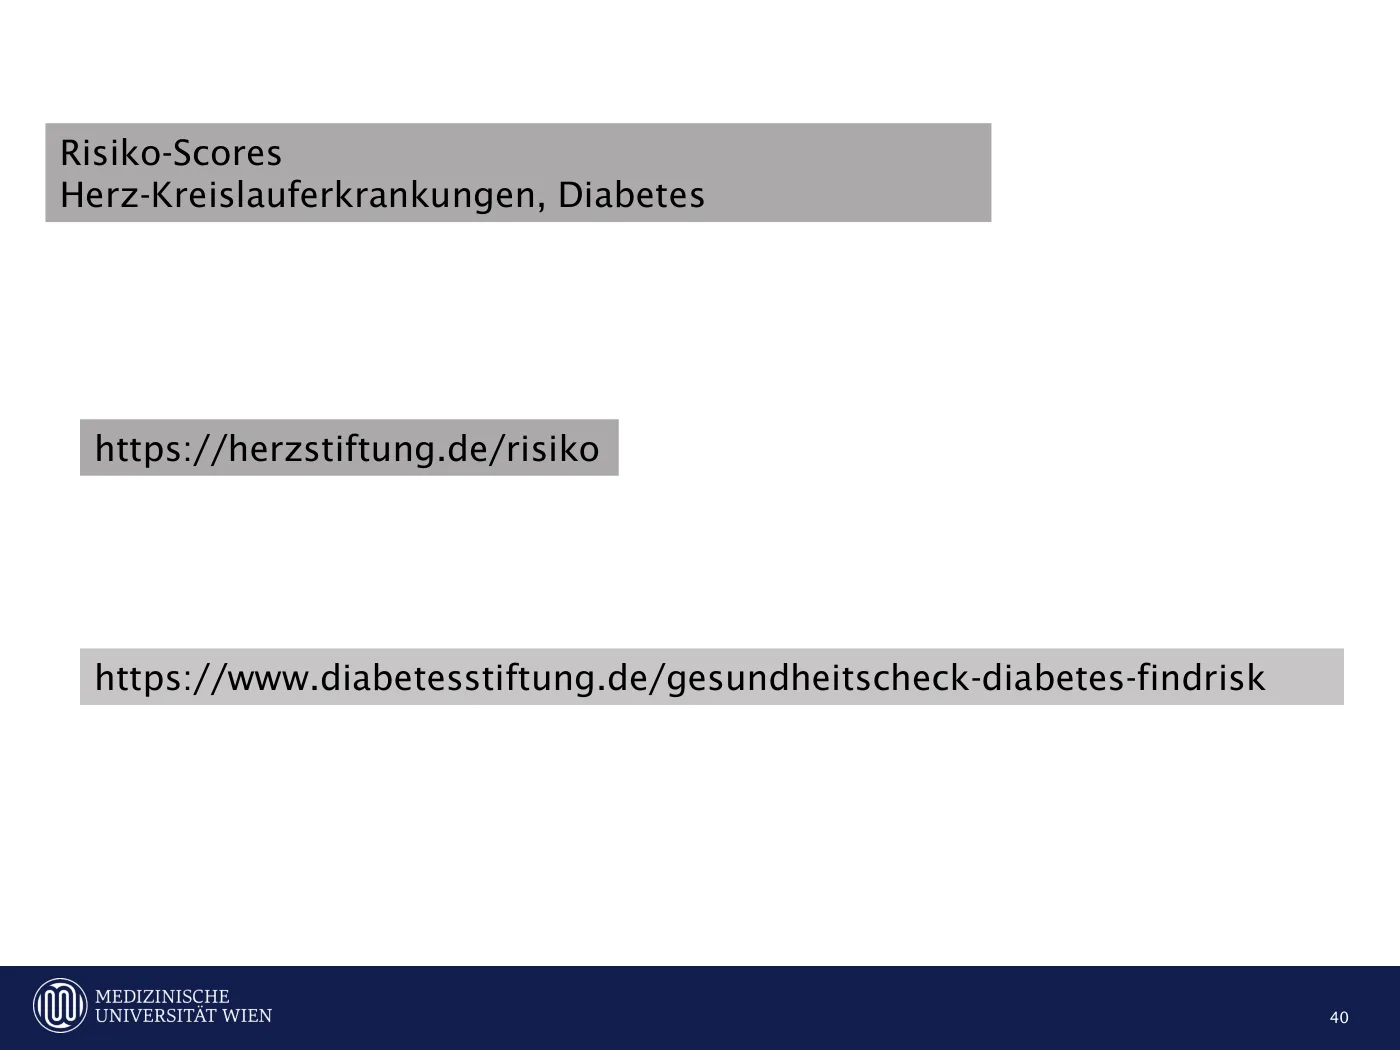 Risiko-Scores
Herz-Kreislauferkrankungen, Diabetes
https://herzstiftung.de/risiko
https://www.diabetesstiftung.de/gesundheitscheck-diabetes-findrisk
MEDIZINISCHE
UNIVERSITÄT WIEN
40